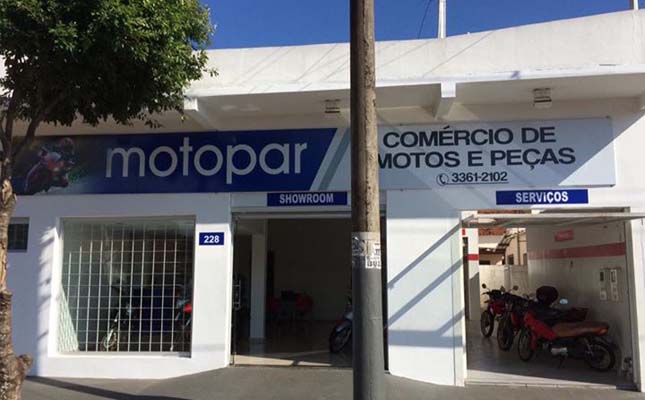 motopar
COMÉRCIO DE
MOTOS E PEÇAS
3361-2102
SHOWROOM
SERVIÇOS
228